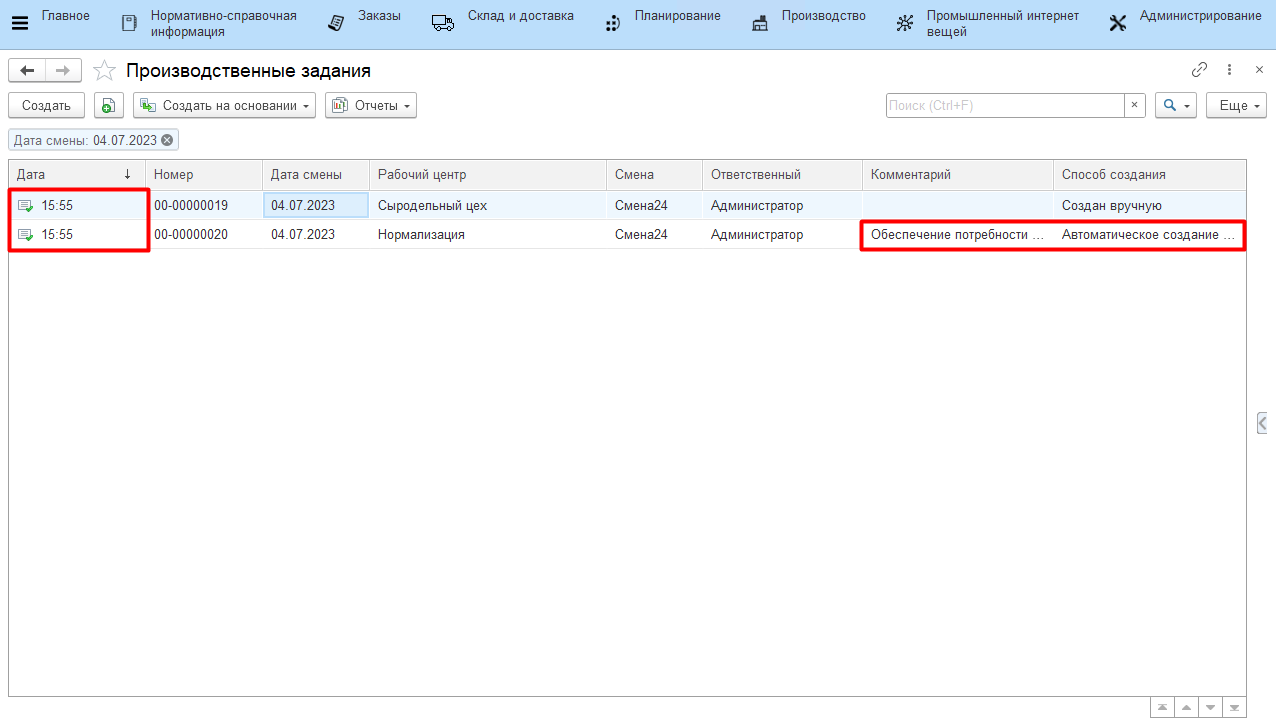 Главное
Нормативно-справочная
информация
Заказы
Склад и доставка
Планирование
Производство
Промышленный интернет
вещей
Администрирование
Производственные задания
Создать
Создать на основании
Отчеты
Поиск (Ctrl+F)
×
Еще
Дата смены: 04.07.2023
Дата ↓ Номер Дата смены Рабочий центр Смена Ответственный Комментарий Способ создания
15:55 00-00000019 04.07.2023 Сыродельный цех Смена24 Администратор Создан вручную
15:55 00-00000020 04.07.2023 Нормализация Смена24 Администратор Обеспечение потребности ... Автоматическое создание ...